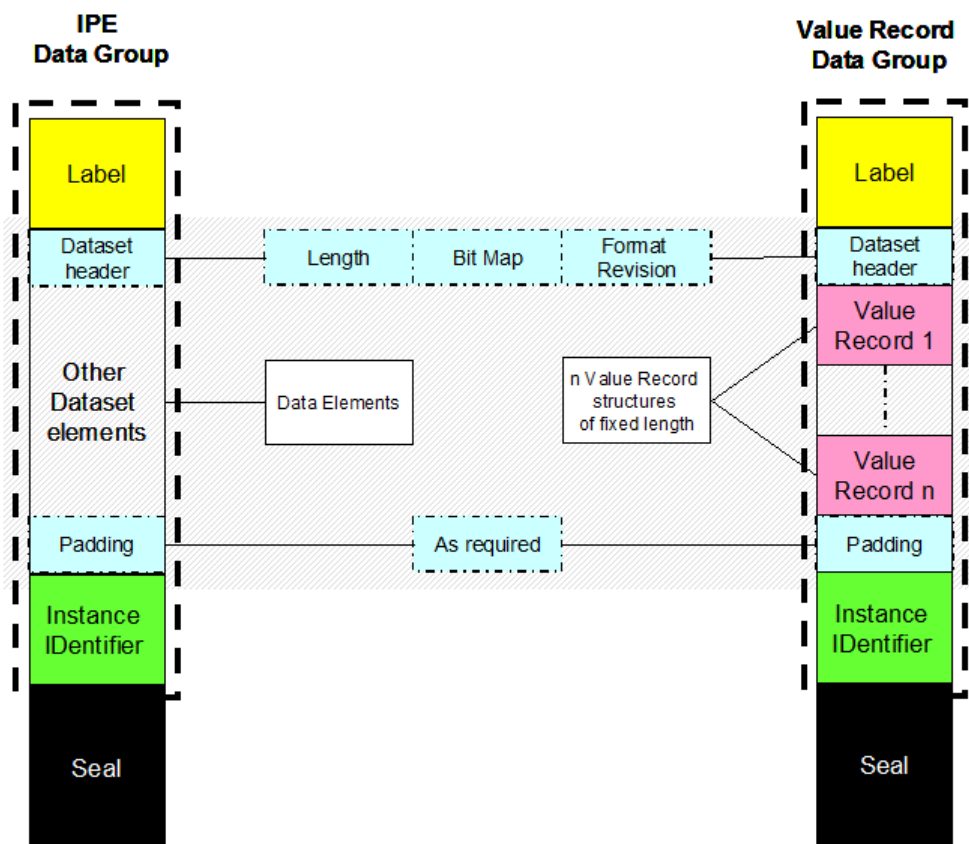 IPE
Data Group
Value Record
Data Group
Label
Label
Dataset
header
Length
Bit Map
Format
Revision
Dataset
header
Value
Record 1
Other
Dataset
elements
Data Elements
n Value Record
structures
of fixed length
Value
Record n
Padding
As required
Padding
Instance
IDentifier
Instance
IDentifier
Seal
Seal